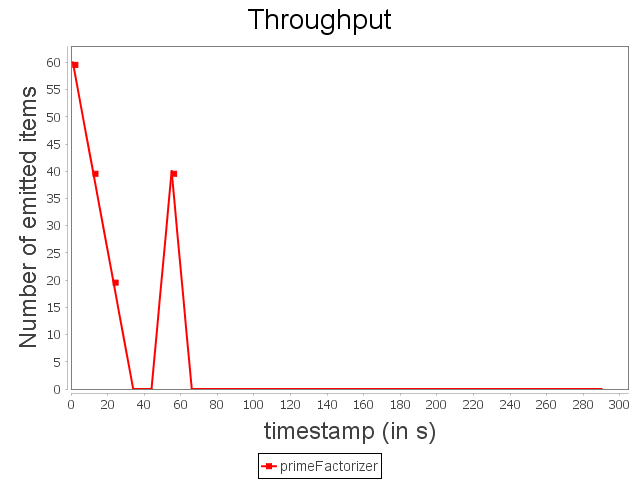 Throughput
Number of emitted items
60
55
50
45
40
35
30
25
20
15
10
5
0
0 20 40 60 80 100 120 140 160 180 200 220 240 260 280 300
timestamp (in s)
primeFactorizer